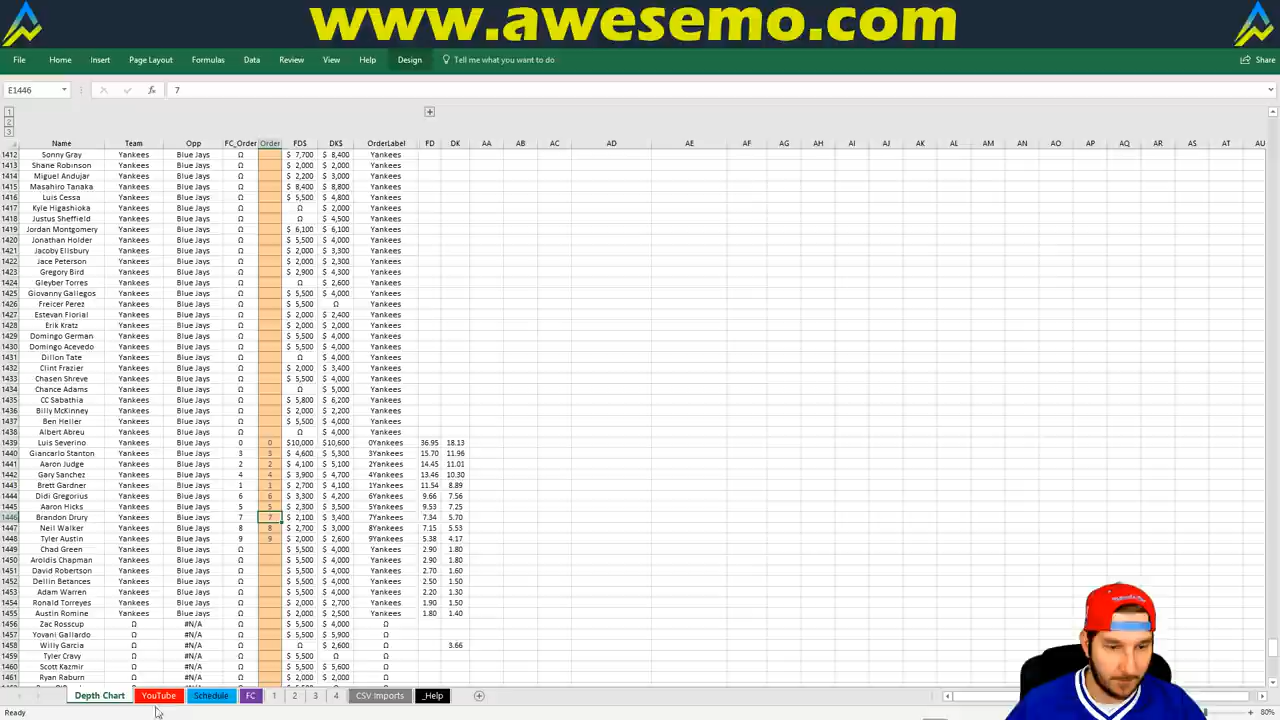 www.awesemo.com
File Home Insert Page Layout Formulas Data Review View Help Design Tell me what you want to do Share
E1446 7
1
2
3
Name Team Opp FC_Order Order FD$ DK$ OrderLabel FD DK AA AB AC AD AE AF AG AH AI AJ AK AL AM AN AO AP AQ AR AS AT AU
1412 Sonny Gray Yankees Blue Jays Ω $ 7,700 $ 8,400 Yankees
1413 Shane Robinson Yankees Blue Jays Ω $ 2,000 $ 2,000 Yankees
1414 Miguel Andujar Yankees Blue Jays Ω $ 2,200 $ 3,000 Yankees
1415 Masahiro Tanaka Yankees Blue Jays Ω $ 8,400 $ 8,800 Yankees
1416 Luis Cessa Yankees Blue Jays Ω $ 5,500 $ 4,800 Yankees
1417 Kyle Higashioka Yankees Blue Jays Ω Ω $ 2,000 Yankees
1418 Justus Sheffield Yankees Blue Jays Ω Ω $ 4,500 Yankees
1419 Jordan Montgomery Yankees Blue Jays Ω $ 6,100 $ 6,100 Yankees
1420 Jonathan Holder Yankees Blue Jays Ω $ 5,500 $ 4,000 Yankees
1421 Jacoby Ellsbury Yankees Blue Jays Ω $ 2,000 $ 3,300 Yankees
1422 Jace Peterson Yankees Blue Jays Ω $ 2,000 $ 2,300 Yankees
1423 Gregory Bird Yankees Blue Jays Ω $ 2,900 $ 4,300 Yankees
1424 Gleyber Torres Yankees Blue Jays Ω Ω $ 2,600 Yankees
1425 Giovanny Gallegos Yankees Blue Jays Ω $ 5,500 $ 4,000 Yankees
1426 Freicer Perez Yankees Blue Jays Ω $ 5,500 Ω Yankees
1427 Estevan Florial Yankees Blue Jays Ω $ 2,000 $ 2,400 Yankees
1428 Erik Kratz Yankees Blue Jays Ω $ 2,000 $ 2,000 Yankees
1429 Domingo German Yankees Blue Jays Ω $ 5,500 $ 4,000 Yankees
1430 Domingo Acevedo Yankees Blue Jays Ω $ 5,500 $ 4,000 Yankees
1431 Dillon Tate Yankees Blue Jays Ω Ω $ 4,000 Yankees
1432 Clint Frazier Yankees Blue Jays Ω $ 2,000 $ 3,400 Yankees
1433 Chasen Shreve Yankees Blue Jays Ω $ 5,500 $ 4,000 Yankees
1434 Chance Adams Yankees Blue Jays Ω Ω $ 5,000 Yankees
1435 CC Sabathia Yankees Blue Jays Ω $ 5,800 $ 6,200 Yankees
1436 Billy McKinney Yankees Blue Jays Ω $ 2,000 $ 2,200 Yankees
1437 Ben Heller Yankees Blue Jays Ω $ 5,500 $ 4,000 Yankees
1438 Albert Abreu Yankees Blue Jays Ω Ω $ 4,000 Yankees
1439 Luis Severino Yankees Blue Jays 0 0 $10,000 $10,600 0Yankees 36.95 18.13
1440 Giancarlo Stanton Yankees Blue Jays 3 3 $ 4,600 $ 5,300 3Yankees 15.70 11.96
1441 Aaron Judge Yankees Blue Jays 2 2 $ 4,100 $ 5,100 2Yankees 14.45 11.01
1442 Gary Sanchez Yankees Blue Jays 4 4 $ 3,900 $ 4,700 4Yankees 13.46 10.30
1443 Brett Gardner Yankees Blue Jays 1 1 $ 2,700 $ 4,100 1Yankees 11.54 8.89
1444 Didi Gregorius Yankees Blue Jays 6 6 $ 3,300 $ 4,200 6Yankees 9.66 7.56
1445 Aaron Hicks Yankees Blue Jays 5 5 $ 2,300 $ 3,500 5Yankees 9.53 7.25
1446 Brandon Drury Yankees Blue Jays 7 7 $ 2,100 $ 3,400 7Yankees 7.34 5.70
1447 Neil Walker Yankees Blue Jays 8 8 $ 2,700 $ 3,000 8Yankees 7.15 5.53
1448 Tyler Austin Yankees Blue Jays 9 9 $ 2,000 $ 2,600 9Yankees 5.38 4.17
1449 Chad Green Yankees Blue Jays Ω $ 5,500 $ 4,000 Yankees 2.90 1.80
1450 Aroldis Chapman Yankees Blue Jays Ω $ 5,500 $ 4,000 Yankees 2.90 1.80
1451 David Robertson Yankees Blue Jays Ω $ 5,500 $ 4,000 Yankees 2.70 1.60
1452 Dellin Betances Yankees Blue Jays Ω $ 5,500 $ 4,000 Yankees 2.50 1.50
1453 Adam Warren Yankees Blue Jays Ω $ 5,500 $ 4,000 Yankees 2.20 1.30
1454 Ronald Torreyes Yankees Blue Jays Ω $ 2,000 $ 2,700 Yankees 1.90 1.50
1455 Austin Romine Yankees Blue Jays Ω $ 2,000 $ 2,500 Yankees 1.80 1.40
1456 Zac Rosscup Ω #N/A Ω $ 5,500 $ 4,000 Ω
1457 Yovani Gallardo Ω #N/A Ω $ 5,500 $ 5,900 Ω
1458 Willy Garcia Ω #N/A Ω Ω $ 2,600 Ω 3.66
1459 Tyler Cravy Ω #N/A Ω $ 5,500 Ω Ω
1460 Scott Kazmir Ω #N/A Ω $ 5,500 $ 5,600 Ω
1461 Ryan Raburn Ω #N/A Ω $ 2,000 $ 2,000 Ω
Depth Chart YouTube Schedule FC 1 2 3 4 CSV Imports _Help
Ready 80%